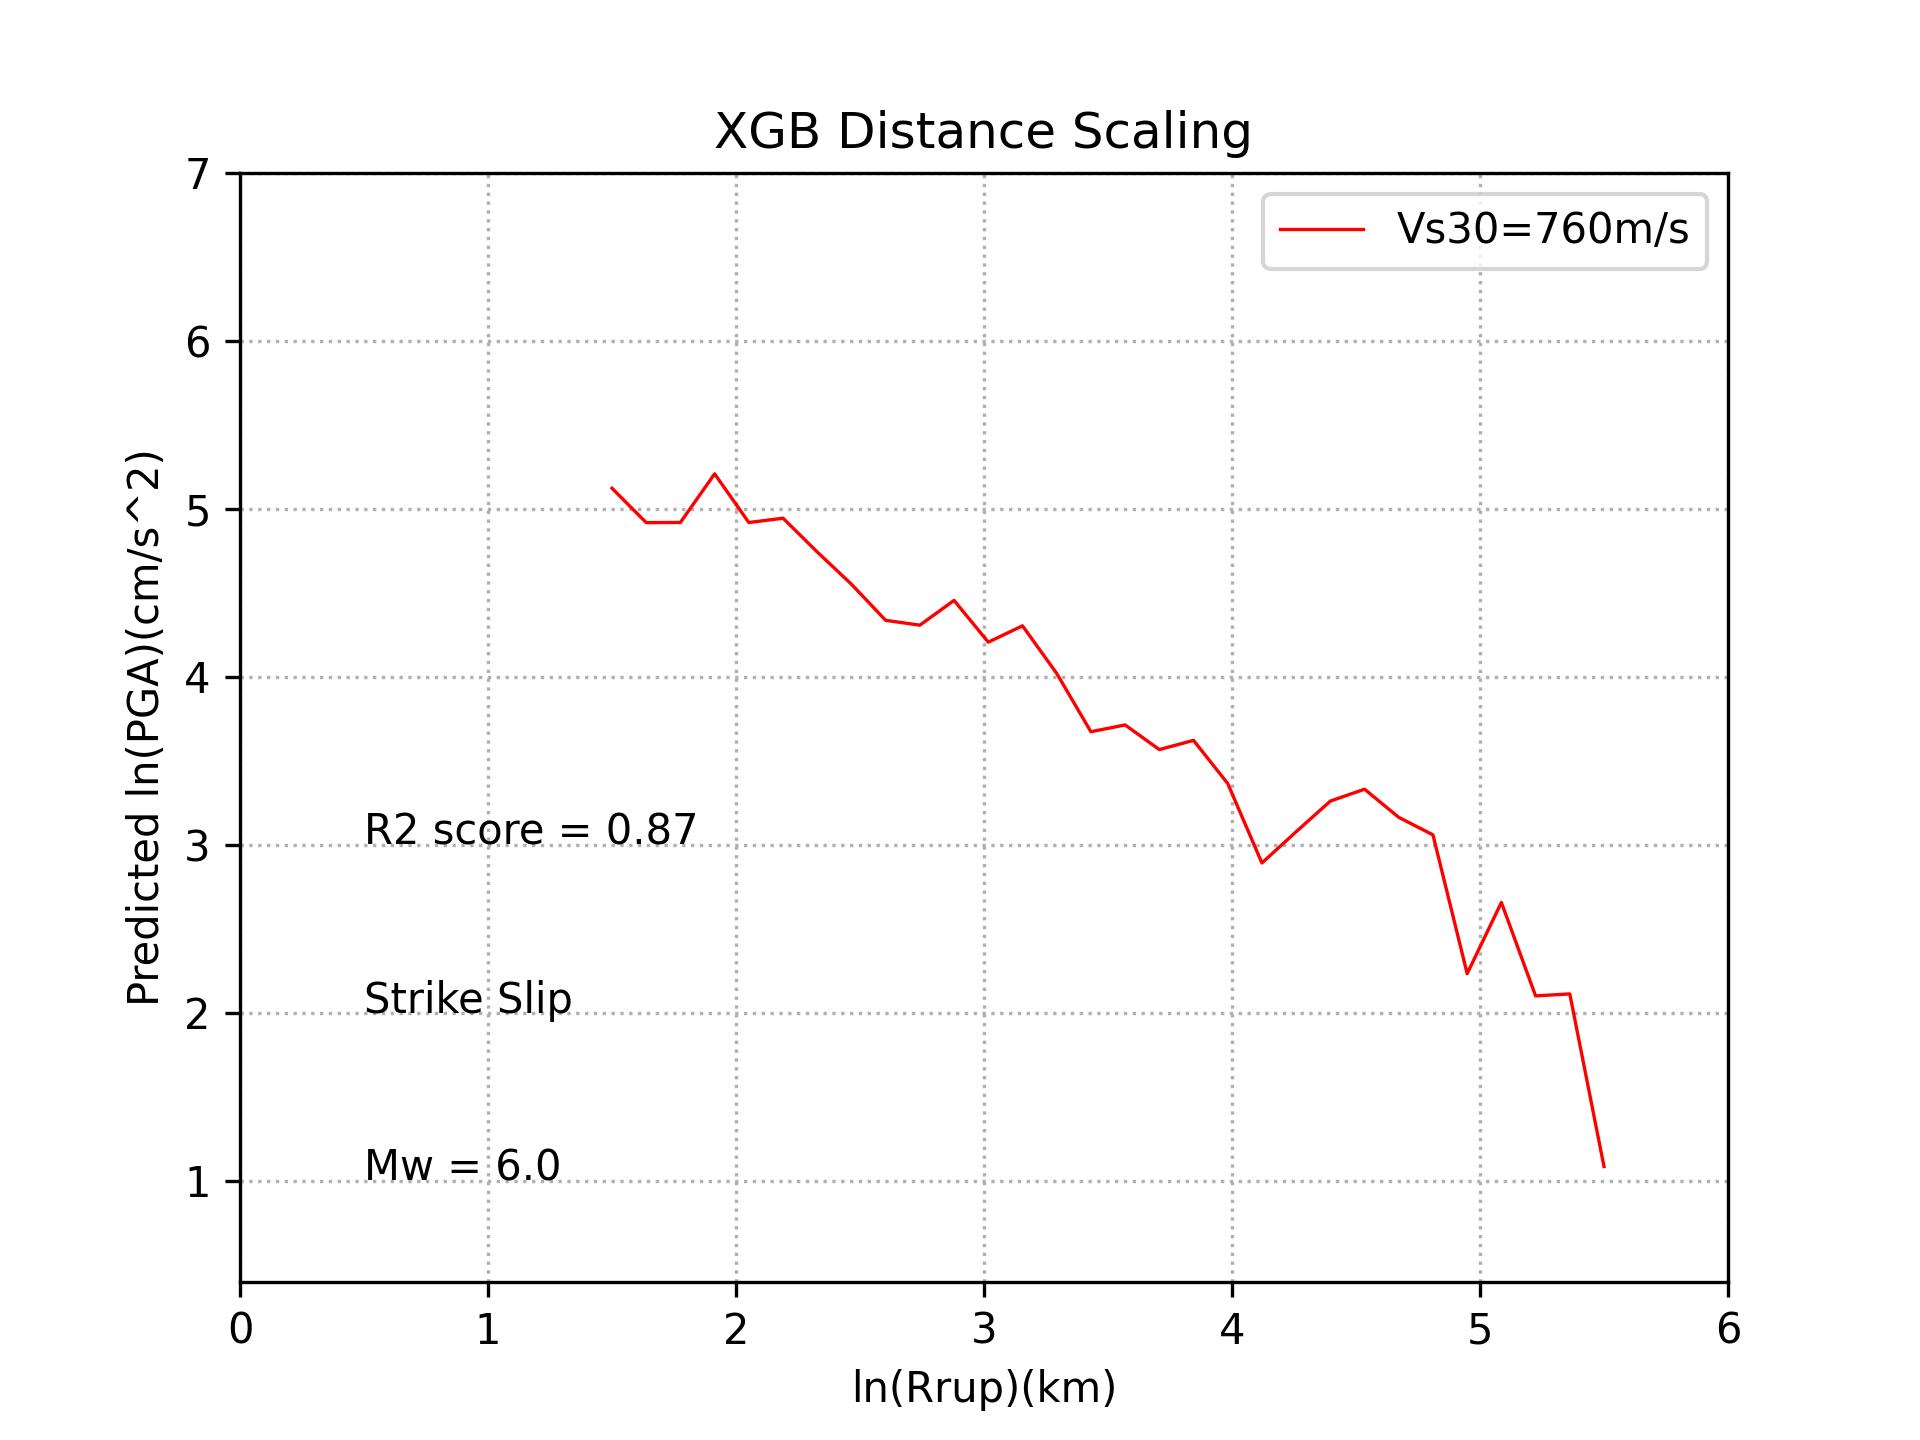 XGB Distance Scaling
7
6
5
4
3
2
1
Predicted ln(PGA)(cm/s^2)
Vs30=760m/s
R2 score = 0.87
Strike Slip
Mw = 6.0
0 1 2 3 4 5 6
ln(Rrup)(km)